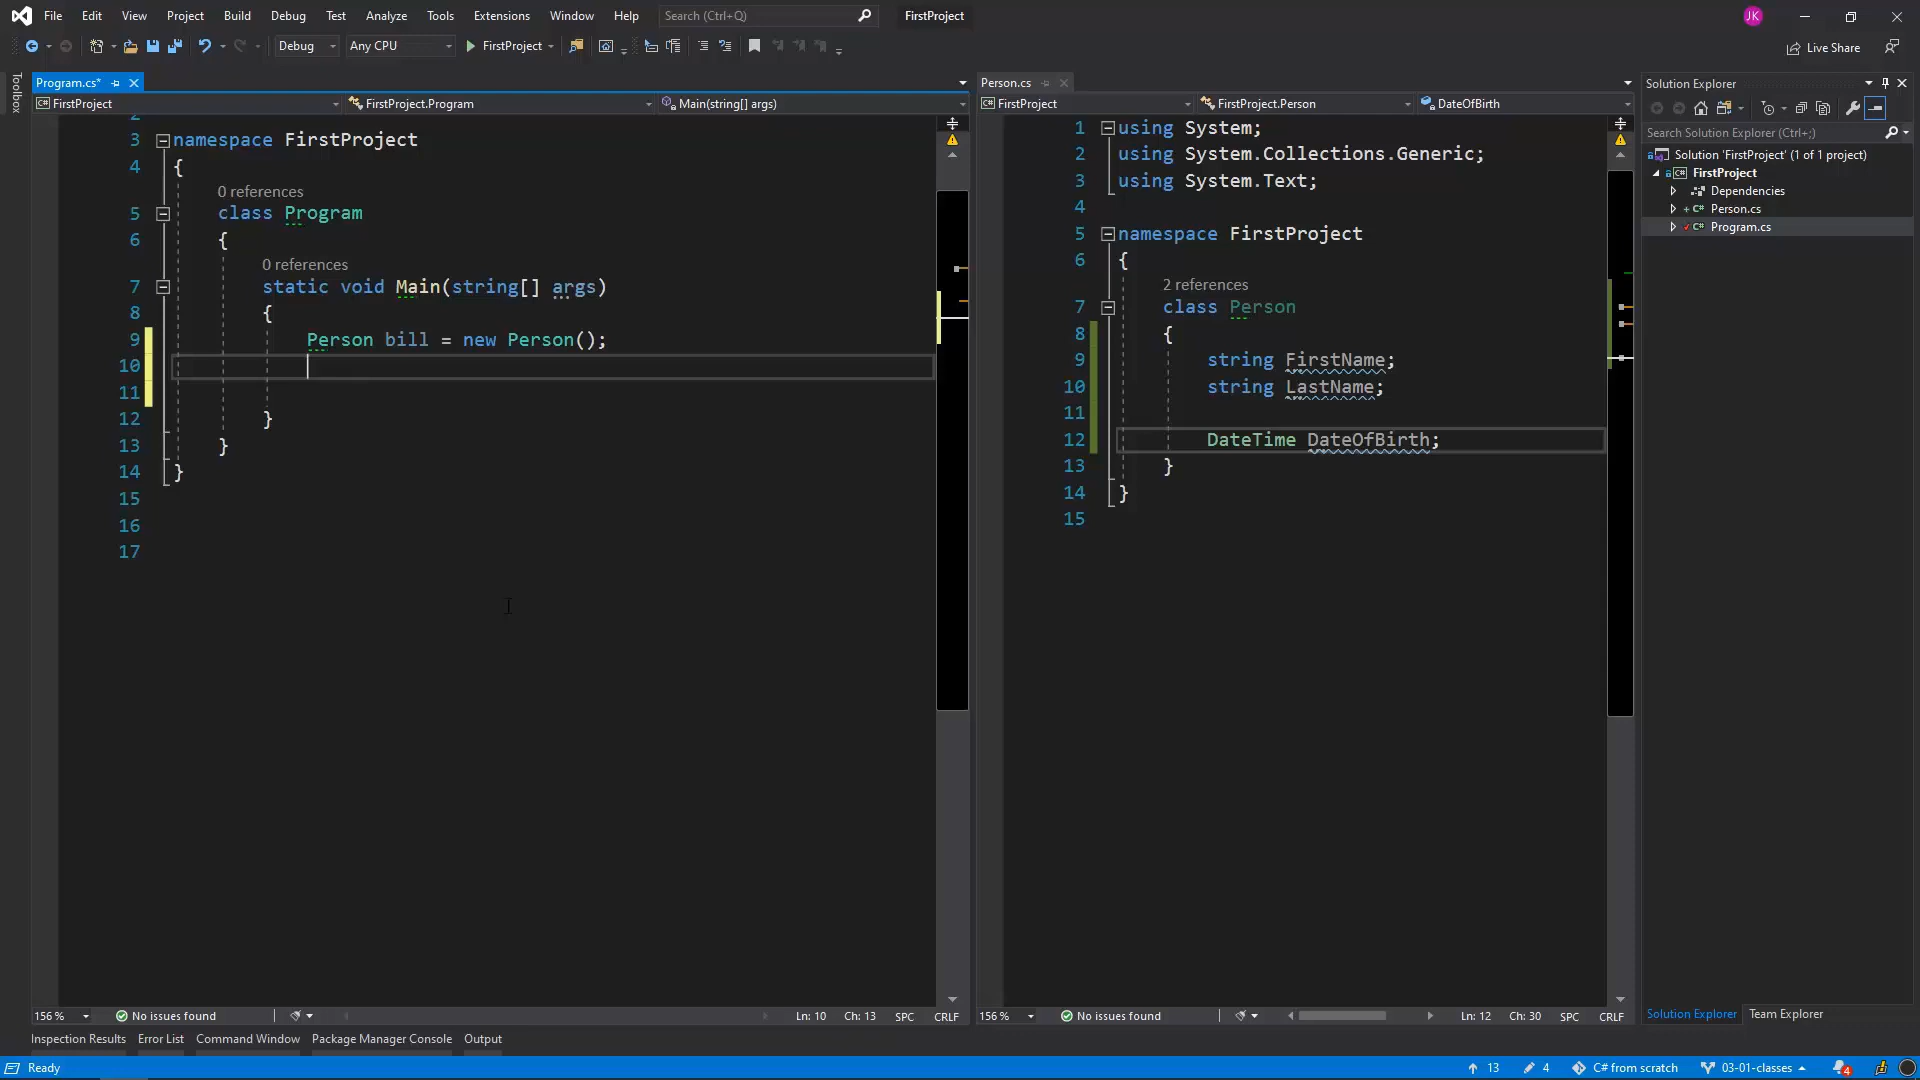 File Edit View Project Build Debug Test Analyze Tools Extensions Window Help Search (Ctrl+Q) FirstProject JK
Debug Any CPU FirstProject Live Share
Toolbox
Program.cs*
FirstProject FirstProject.Program Main(string[] args)
2
3 namespace FirstProject
4 {
0 references
5 class Program
6 {
0 references
7 static void Main(string[] args)
8 {
9 Person bill = new Person();
10
11
12 }
13 }
14 }
15
16
17
156 % No issues found Ln: 10 Ch: 13 SPC CRLF
Person.cs
FirstProject FirstProject.Person DateOfBirth
1 using System;
2 using System.Collections.Generic;
3 using System.Text;
4
5 namespace FirstProject
6 {
2 references
7 class Person
8 {
9 string FirstName;
10 string LastName;
11
12 DateTime DateOfBirth;
13 }
14 }
15
156 % No issues found Ln: 12 Ch: 30 SPC CRLF
Solution Explorer
Search Solution Explorer (Ctrl+;)
Solution 'FirstProject' (1 of 1 project)
FirstProject
Dependencies
Person.cs
Program.cs
Solution Explorer Team Explorer
Inspection Results Error List Command Window Package Manager Console Output
Ready 13 4 C# from scratch 03-01-classes 4